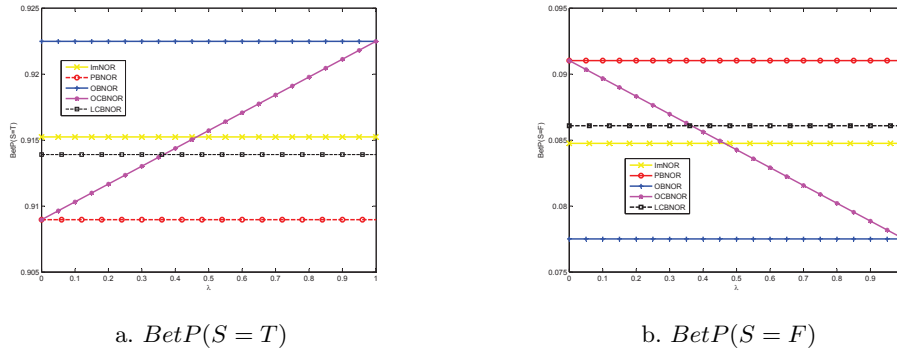 0.925
0.92
0.915
0.91
0.905
BetP(S=T)
ImNOR
PBNOR
OBNOR
OCBNOR
LCBNOR
0 0.1 0.2 0.3 0.4 0.5 0.6 0.7 0.8 0.9 1
λ
a. BetP(S = T)
0.095
0.09
0.085
0.08
0.075
BetP(S=F)
ImNOR
PBNOR
OBNOR
OCBNOR
LCBNOR
0 0.1 0.2 0.3 0.4 0.5 0.6 0.7 0.8 0.9
λ
b. BetP(S = F)